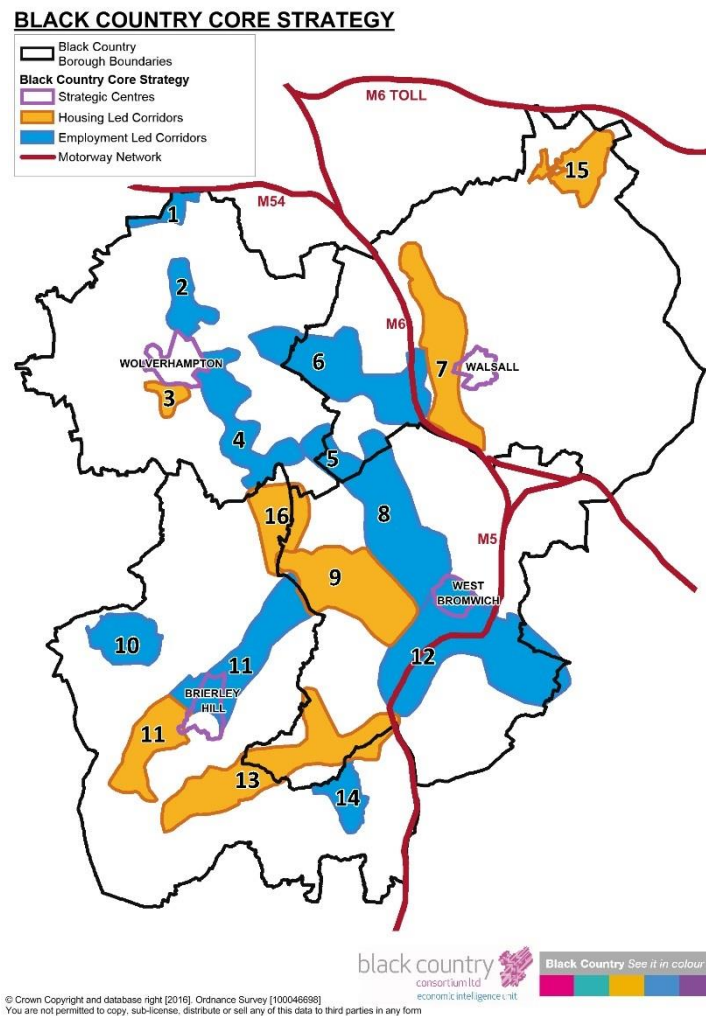 BLACK COUNTRY CORE STRATEGY
Black Country
Borough Boundaries
Black Country Core Strategy
Strategic Centres
Housing Led Corridors
Employment Led Corridors
Motorway Network
M6 TOLL
15
M54
1
2
M6
WOLVERHAMPTON
6
7
WALSALL
3
4
5
16
8
M5
9
WEST
BROMWICH
10
11
12
BRIERLEY
HILL
11
13
14
black country
consortium ltd
economic intelligence unit
Black Country See it in colour
© Crown Copyright and database right [2016]. Ordnance Survey [100046698]
You are not permitted to copy, sub-license, distribute or sell any of this data to third parties in any form